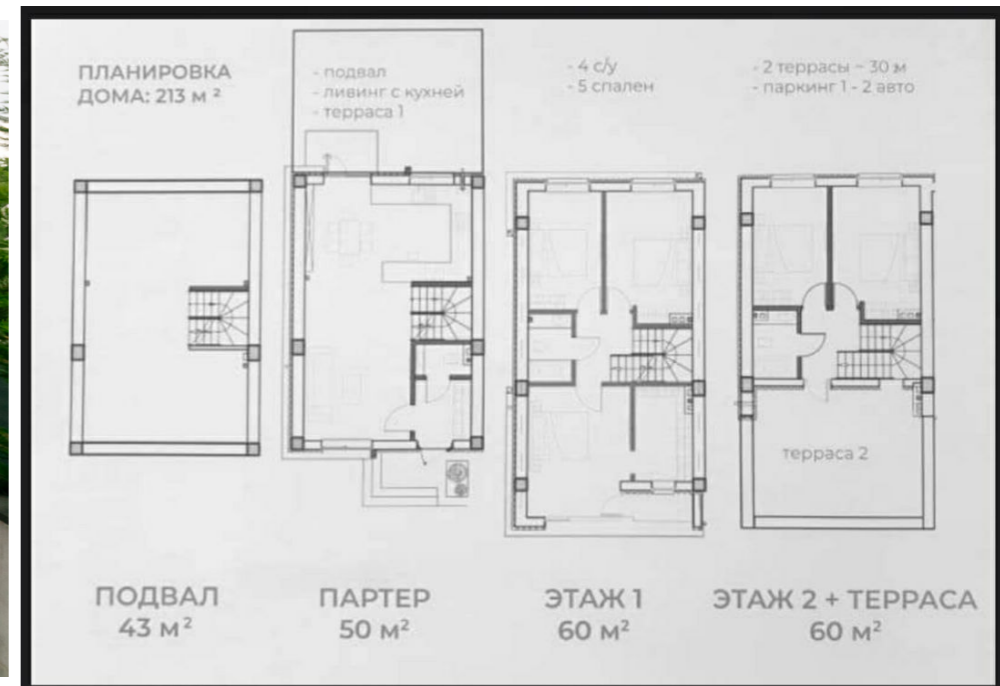 ПЛАНИРОВКА
ДОМА: 213 м ²
- подвал
- ливинг с кухней
- терраса 1
- 4 с/у
- 5 спален
- 2 террасы ~ 30 м
- паркинг 1 - 2 авто
терраса 2
ПОДВАЛ
43 м²
ПАРТЕР
50 м²
ЭТАЖ 1
60 м²
ЭТАЖ 2 + ТЕРРАСА
60 м²